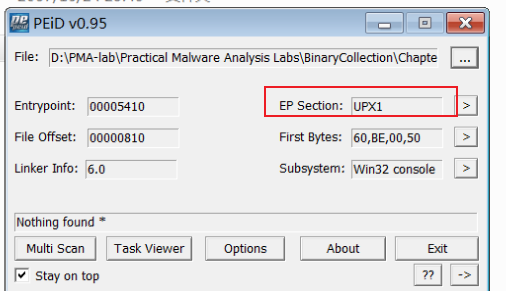 PEiD v0.95
File: D:\PMA-lab\Practical Malware Analysis Labs\BinaryCollection\Chapte ...
Entrypoint: 00005410 EP Section: UPX1 >
File Offset: 00000810 First Bytes: 60,BE,00,50 >
Linker Info: 6.0 Subsystem: Win32 console >
Nothing found *
Multi Scan Task Viewer Options About Exit
Stay on top ?? ->